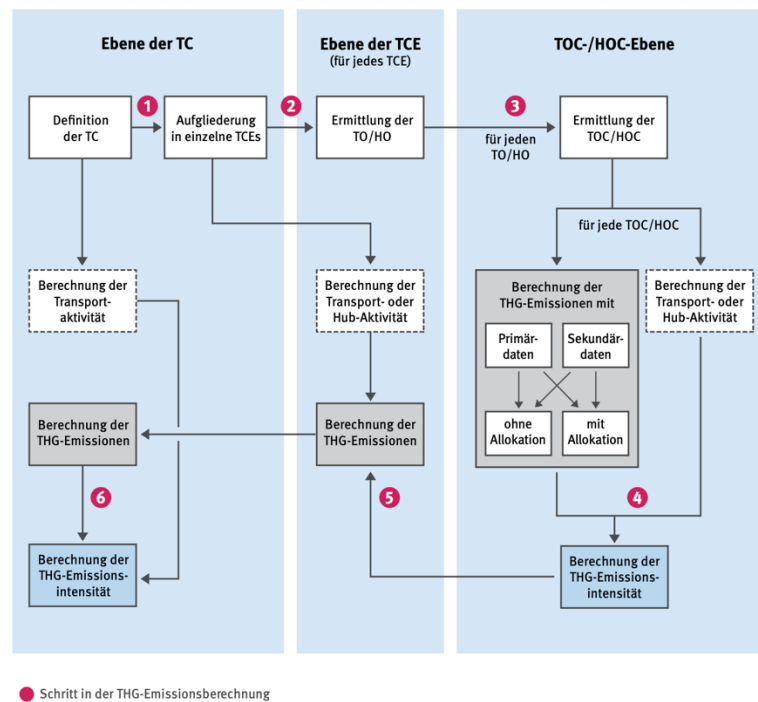 Ebene der TC
Ebene der TCE
(für jedes TCE)
TOC-/HOC-Ebene
1
2
3
Definition
der TC
Aufgliederung
in einzelne TCEs
Ermittlung der
TO/HO
für jeden
TO/HO
Ermittlung der
TOC/HOC
für jede TOC/HOC
Berechnung der
Transport-
aktivität
Berechnung der
Transport- oder
Hub-Aktivität
Berechnung der
THG-Emissionen mit
Primär-
daten
Sekundär-
daten
ohne
Allokation
mit
Allokation
Berechnung der
Transport- oder
Hub-Aktivität
Berechnung der
THG-Emissionen
Berechnung der
THG-Emissionen
6
5
4
Berechnung der
THG-Emissions-
intensität
Berechnung der
THG-Emissions-
intensität
Schritt in der THG-Emissionsberechnung